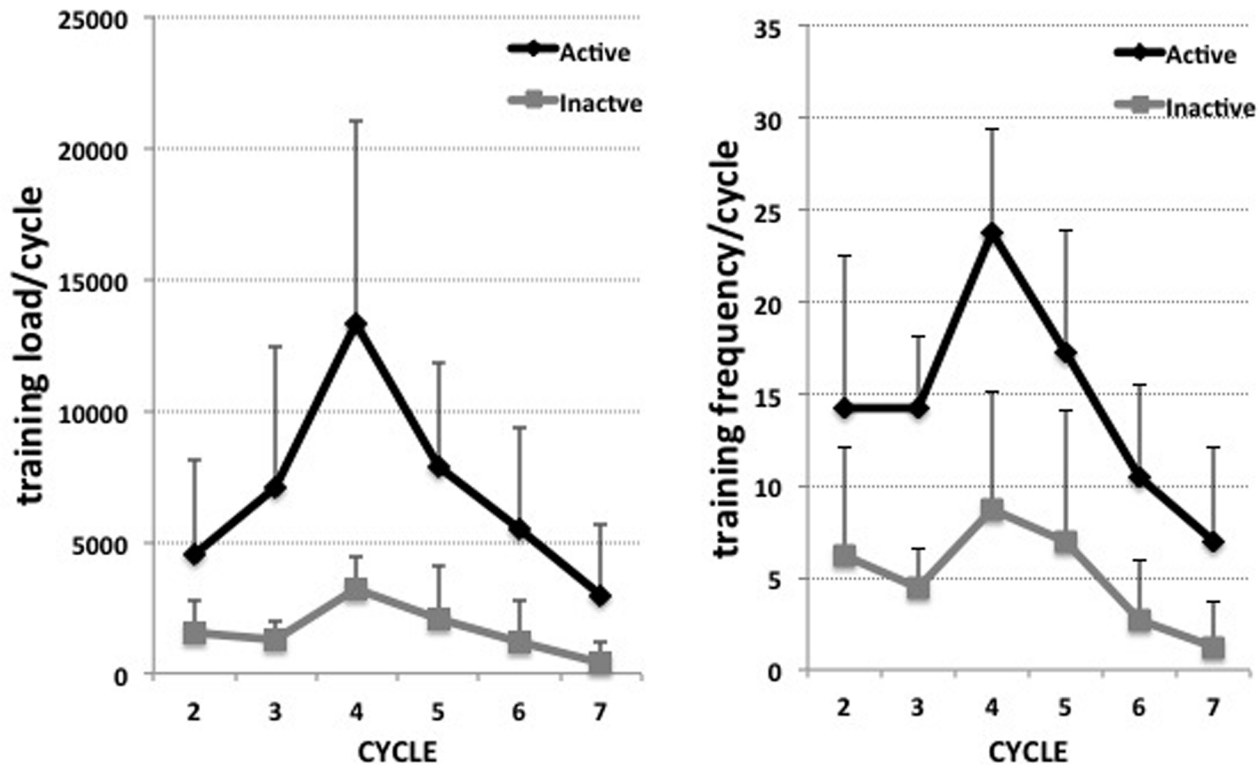 25000
20000
15000
10000
5000
0
training load/cycle
Active
Inactve
2 3 4 5 6 7
CYCLE
35
30
25
20
15
10
5
0
training frequency/cycle
Active
Inactive
2 3 4 5 6 7
CYCLE